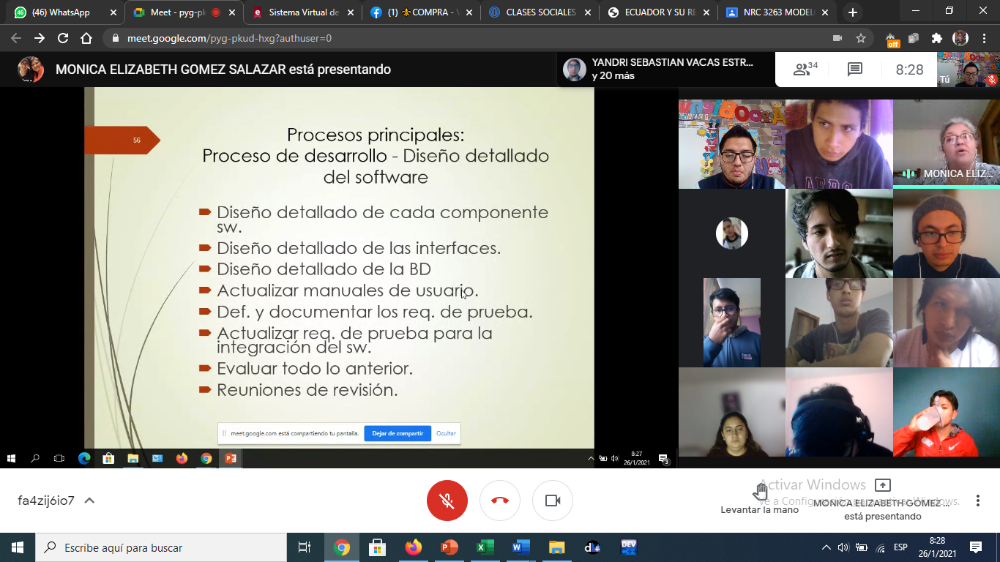 (46) WhatsApp
Meet - pyg-pk
Sistema Virtual de
(1) ⚜COMPRA - V
CLASES SOCIALES
ECUADOR Y SU RE
NRC 3263 MODEL
meet.google.com/pyg-pkud-hxg?authuser=0
off
MONICA ELIZABETH GOMEZ SALAZAR está presentando
YANDRI SEBASTIAN VACAS ESTR...
y 20 más
34
8:28
Tú
56
Procesos principales:
Proceso de desarrollo - Diseño detallado
del software
Diseño detallado de cada componente
sw.
Diseño detallado de las interfaces.
Diseño detallado de la BD
Actualizar manuales de usuario.
Def. y documentar los req. de prueba.
Actualizar req. de prueba para la
integración del sw.
Evaluar todo lo anterior.
Reuniones de revisión.
MONICA ELIZ...
AERO
meet.google.com está compartiendo tu pantalla.
Dejar de compartir
Ocultar
8:27
26/1/2021
3
fa4zij6io7
Activar Windows
Ve a Configuración para activar Windows.
Levantar la mano
MONICA ELIZABETH GOMEZ ...
está presentando
Escribe aquí para buscar
DEV
ESP
8:28
26/1/2021